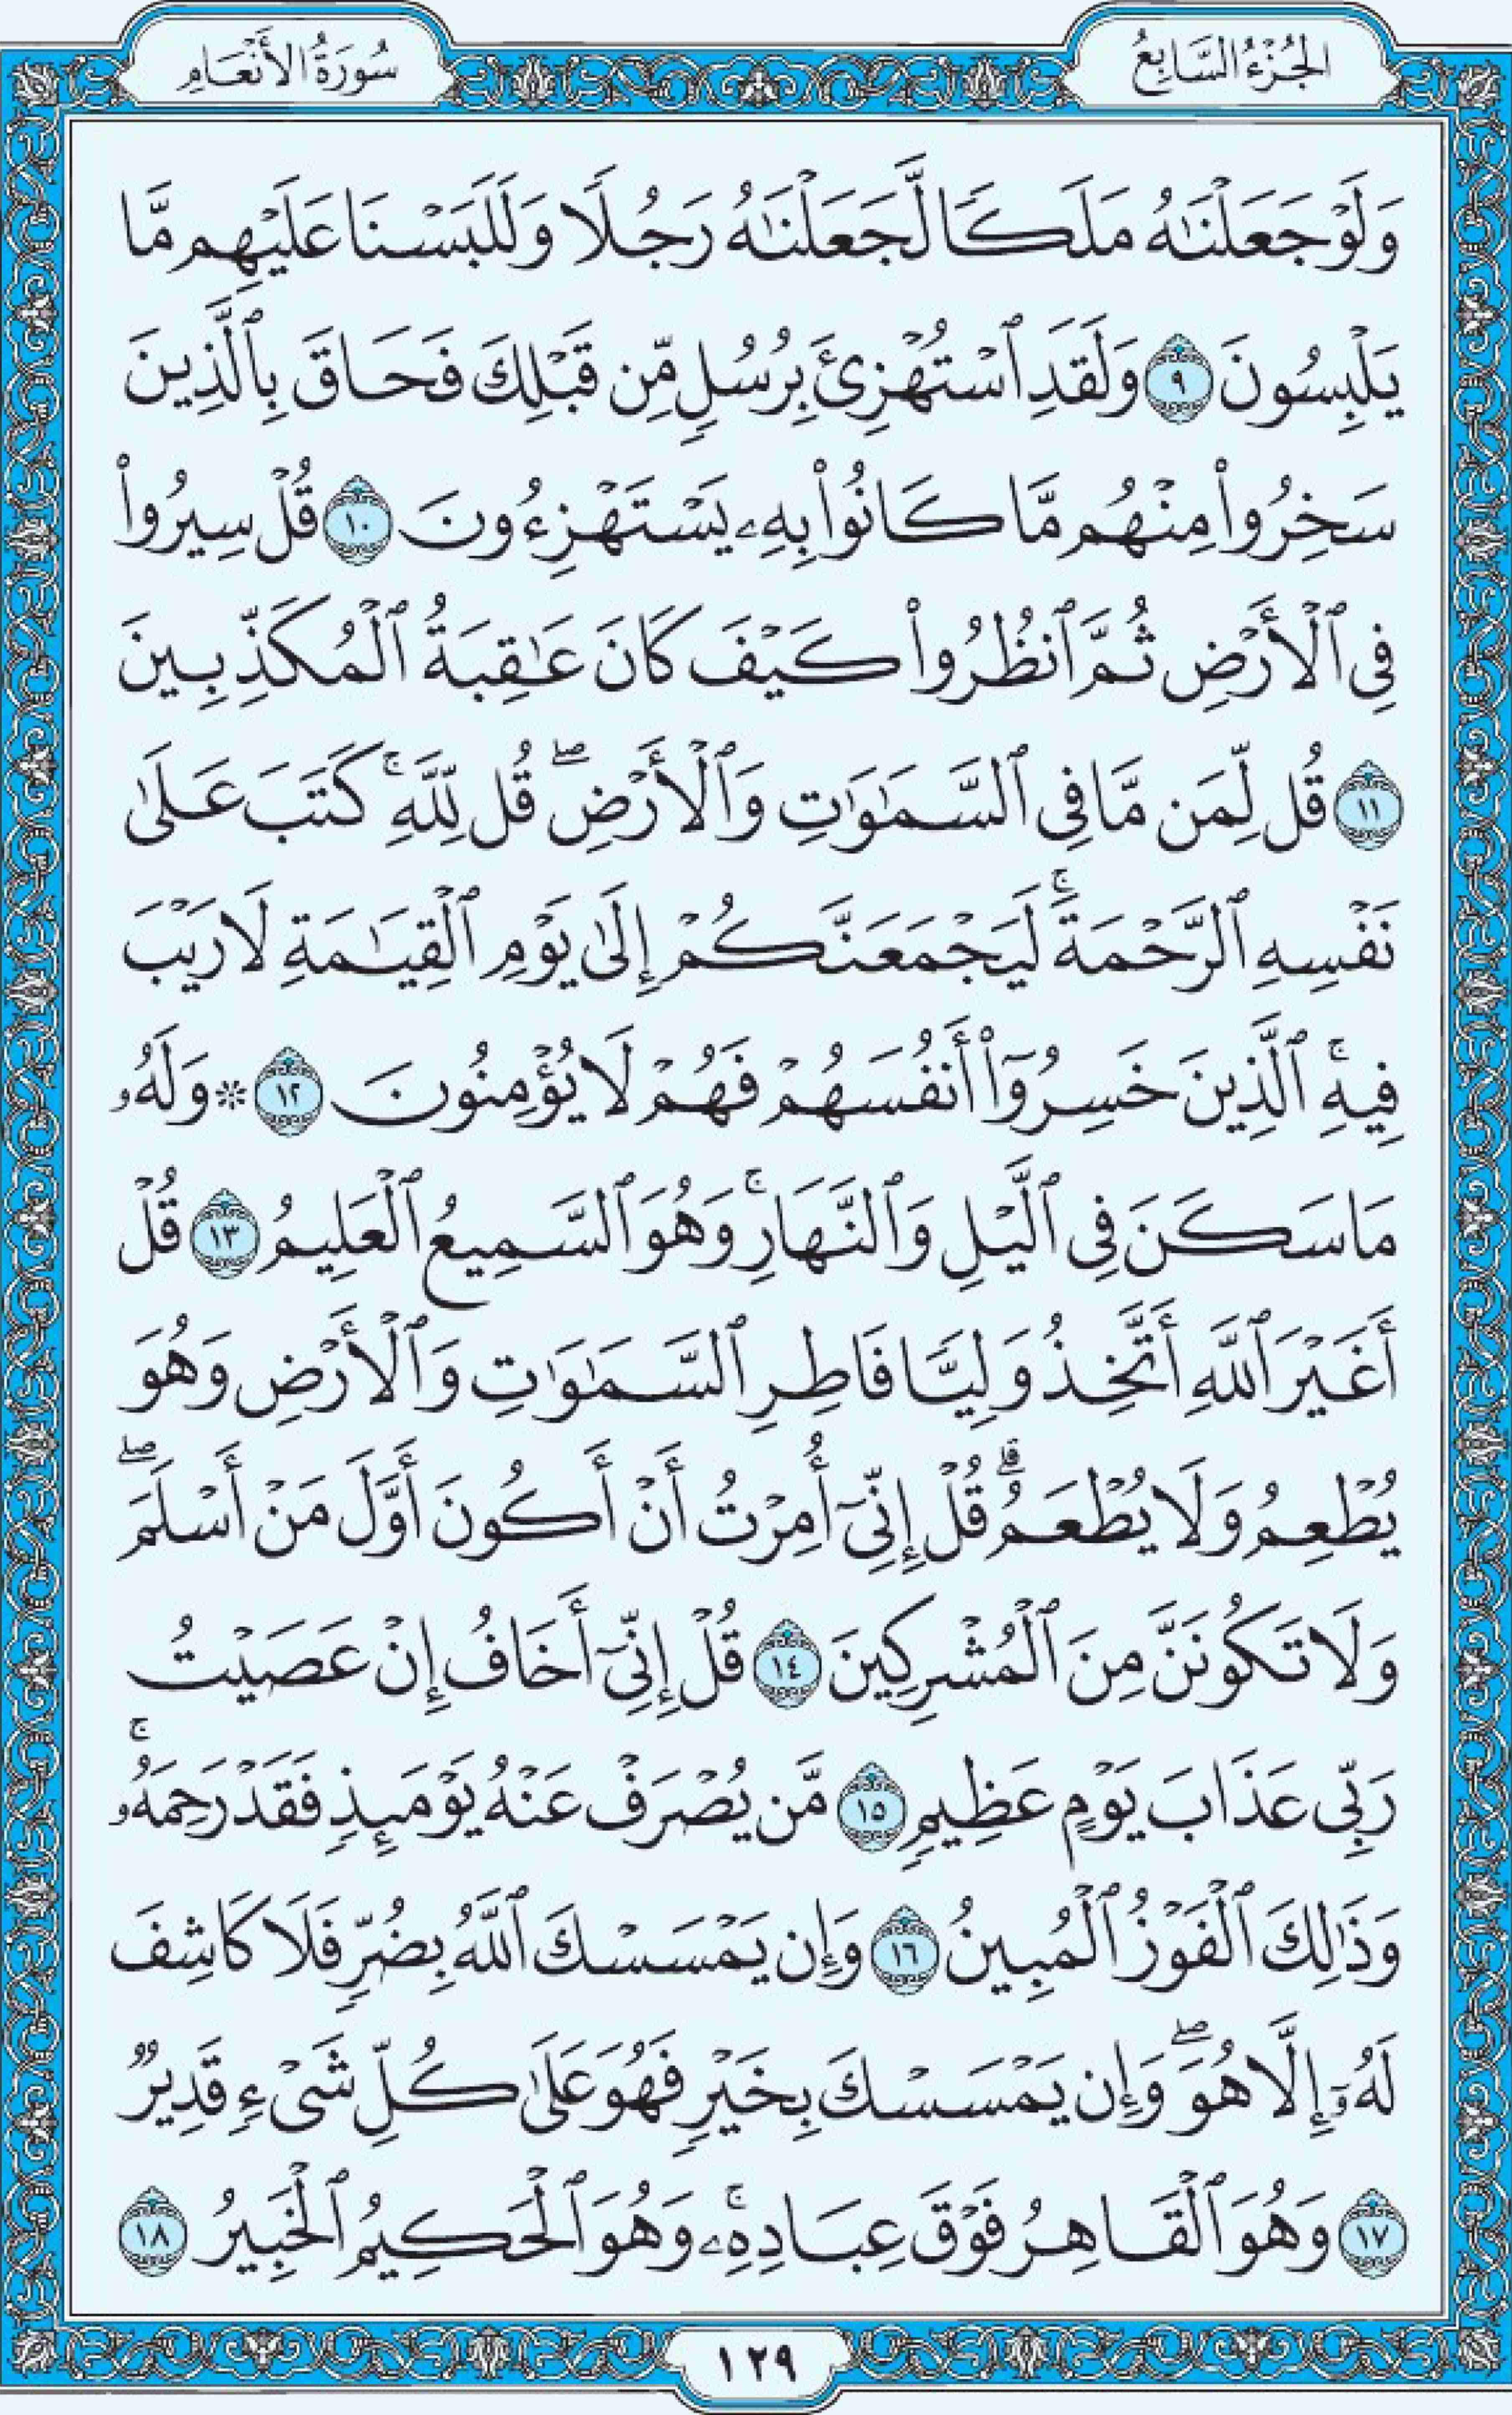 الجُزْءُ السَّابِعُ
سُورَةُ الأَنْعَامِ
وَلَوْ جَعَلْنَٰهُ مَلَكًا لَّجَعَلْنَٰهُ رَجُلًا وَلَلَبَسْنَا عَلَيْهِم مَّا
يَلْبِسُونَ ٩ وَلَقَدِ ٱسْتُهْزِئَ بِرُسُلٍ مِّن قَبْلِكَ فَحَاقَ بِٱلَّذِينَ
سَخِرُوا۟ مِنْهُم مَّا كَانُوا۟ بِهِۦ يَسْتَهْزِءُونَ ١٠ قُلْ سِيرُوا۟
فِى ٱلْأَرْضِ ثُمَّ ٱنظُرُوا۟ كَيْفَ كَانَ عَٰقِبَةُ ٱلْمُكَذِّبِينَ
١١ قُل لِّمَن مَّا فِى ٱلسَّمَٰوَٰتِ وَٱلْأَرْضِ ۖ قُل لِّلَّهِ ۚ كَتَبَ عَلَىٰ
نَفْسِهِ ٱلرَّحْمَةَ ۚ لَيَجْمَعَنَّكُمْ إِلَىٰ يَوْمِ ٱلْقِيَٰمَةِ لَا رَيْبَ
فِيهِ ۚ ٱلَّذِينَ خَسِرُوٓا۟ أَنفُسَهُمْ فَهُمْ لَا يُؤْمِنُونَ ١٢ ۞ وَلَهُۥ
مَا سَكَنَ فِى ٱلَّيْلِ وَٱلنَّهَارِ ۚ وَهُوَ ٱلسَّمِيعُ ٱلْعَلِيمُ ١٣ قُلْ
أَغَيْرَ ٱللَّهِ أَتَّخِذُ وَلِيًّا فَاطِرِ ٱلسَّمَٰوَٰتِ وَٱلْأَرْضِ وَهُوَ
يُطْعِمُ وَلَا يُطْعَمُ ۗ قُلْ إِنِّىٓ أُمِرْتُ أَنْ أَكُونَ أَوَّلَ مَنْ أَسْلَمَ ۖ
وَلَا تَكُونَنَّ مِنَ ٱلْمُشْرِكِينَ ١٤ قُلْ إِنِّىٓ أَخَافُ إِنْ عَصَيْتُ
رَبِّى عَذَابَ يَوْمٍ عَظِيمٍ ١٥ مَّن يُصْرَفْ عَنْهُ يَوْمَئِذٍ فَقَدْ رَحِمَهُۥ ۚ
وَذَٰلِكَ ٱلْفَوْزُ ٱلْمُبِينُ ١٦ وَإِن يَمْسَسْكَ ٱللَّهُ بِضُرٍّ فَلَا كَاشِفَ
لَهُۥٓ إِلَّا هُوَ ۖ وَإِن يَمْسَسْكَ بِخَيْرٍ فَهُوَ عَلَىٰ كُلِّ شَىْءٍ قَدِيرٌ
١٧ وَهُوَ ٱلْقَاهِرُ فَوْقَ عِبَادِهِۦ ۚ وَهُوَ ٱلْحَكِيمُ ٱلْخَبِيرُ ١٨
١٢٩